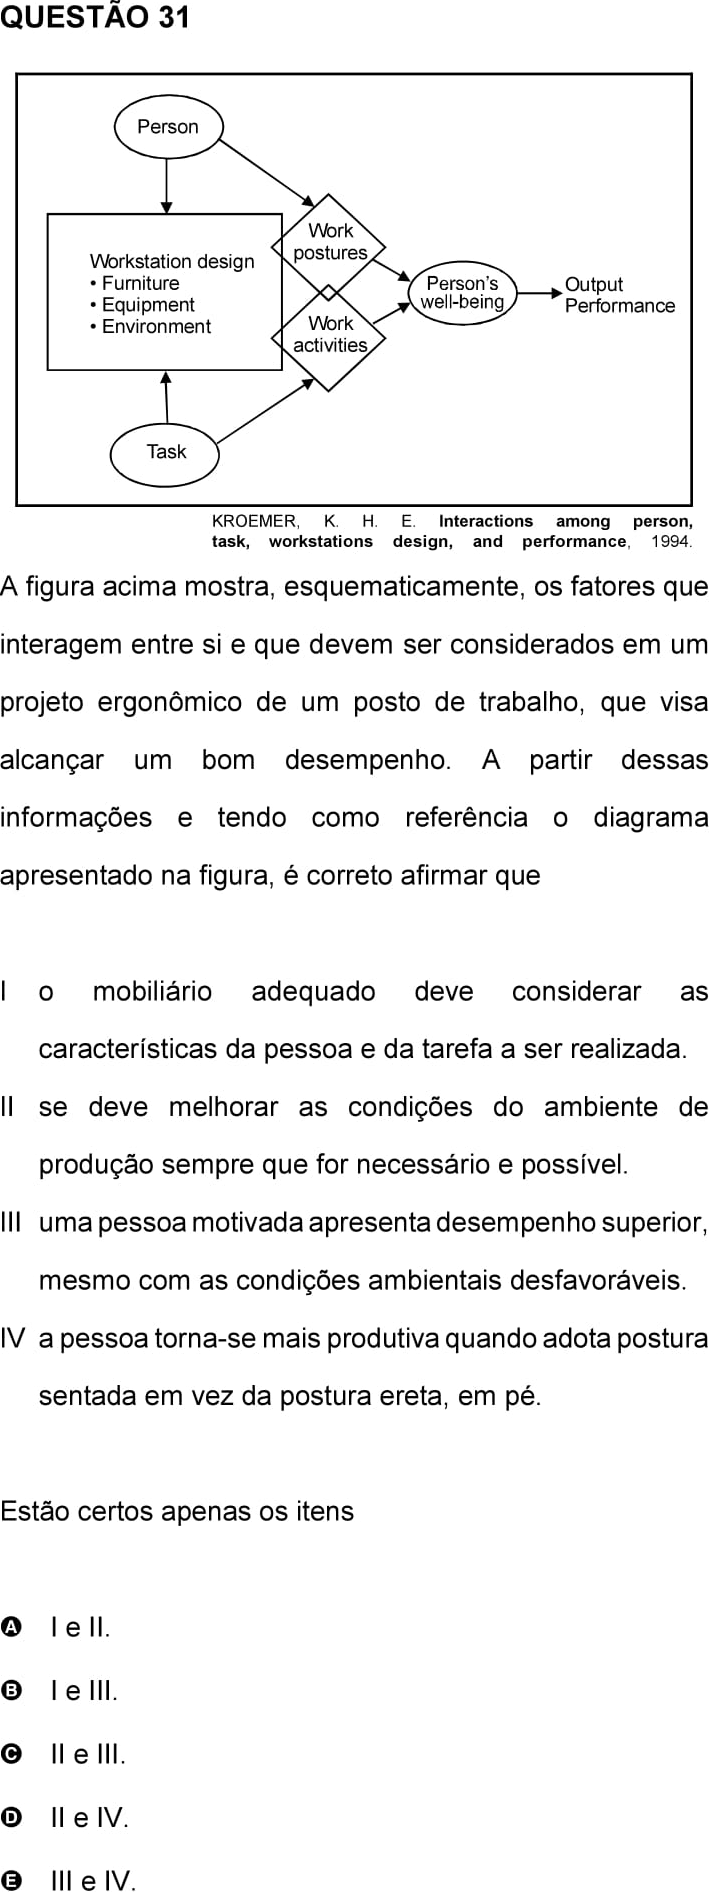 QUESTÃO 31
Person
Work
postures
Workstation design
• Furniture
• Equipment
• Environment
Person's
well-being
Output
Performance
Work
activities
Task
KROEMER, K. H. E. Interactions among person,
task, workstations design, and performance, 1994.
A figura acima mostra, esquematicamente, os fatores que
interagem entre si e que devem ser considerados em um
projeto ergonômico de um posto de trabalho, que visa
alcançar um bom desempenho. A partir dessas
informações e tendo como referência o diagrama
apresentado na figura, é correto afirmar que
I o mobiliário adequado deve considerar as
características da pessoa e da tarefa a ser realizada.
II se deve melhorar as condições do ambiente de
produção sempre que for necessário e possível.
III uma pessoa motivada apresenta desempenho superior,
mesmo com as condições ambientais desfavoráveis.
IV a pessoa torna-se mais produtiva quando adota postura
sentada em vez da postura ereta, em pé.
Estão certos apenas os itens
A I e II.
B I e III.
C II e III.
D II e IV.
E III e IV.